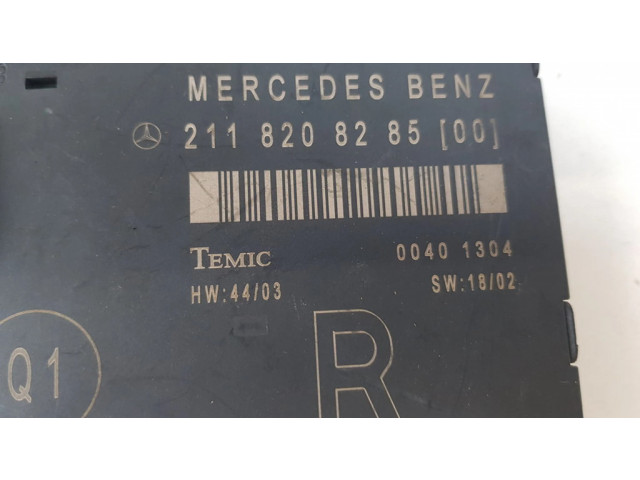 MERCEDES BENZ
211 820 82 85 [00]
TEMIC 0040 1304
HW:44/03 SW:18/02
Q1 R